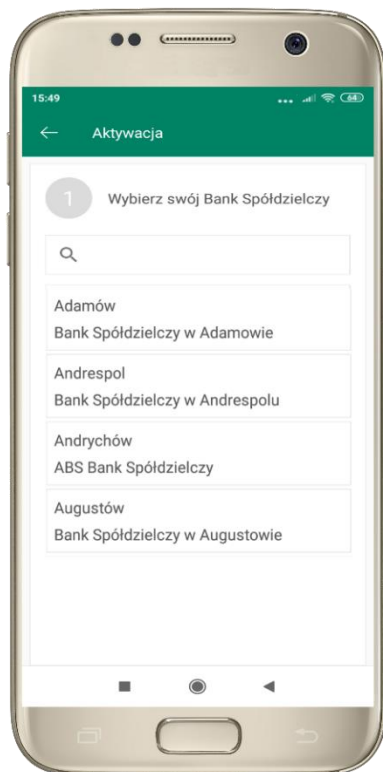 15:49
64
Aktywacja
1
Wybierz swój Bank Spółdzielczy
Adamów
Bank Spółdzielczy w Adamowie
Andrespol
Bank Spółdzielczy w Andrespolu
Andrychów
ABS Bank Spółdzielczy
Augustów
Bank Spółdzielczy w Augustowie